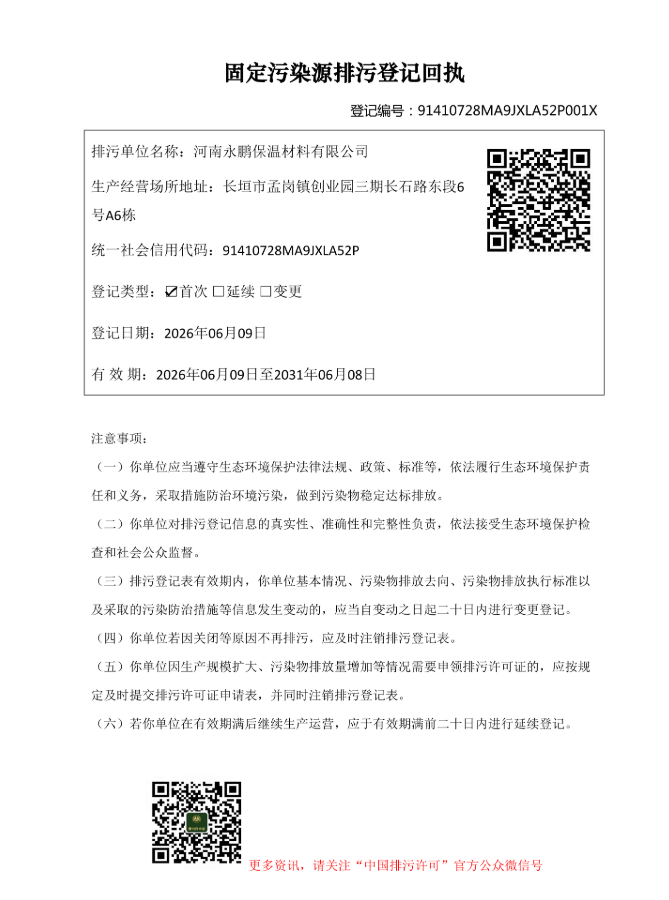 固定污染源排污登记回执
登记编号：91410728MA9JXLA52P001X
排污单位名称：河南永鹏保温材料有限公司
生产经营场所地址：长垣市孟岗镇创业园三期长石路东段6
号A6栋
统一社会信用代码：91410728MA9JXLA52P
登记类型：☑首次 □延续 □变更
登记日期：2026年06月09日
有 效 期：2026年06月09日至2031年06月08日
注意事项：
（一）你单位应当遵守生态环境保护法律法规、政策、标准等，依法履行生态环境保护责
任和义务，采取措施防治环境污染，做到污染物稳定达标排放。
（二）你单位对排污登记信息的真实性、准确性和完整性负责，依法接受生态环境保护检
查和社会公众监督。
（三）排污登记表有效期内，你单位基本情况、污染物排放去向、污染物排放执行标准以
及采取的污染防治措施等信息发生变动的，应当自变动之日起二十日内进行变更登记。
（四）你单位若因关闭等原因不再排污，应及时注销排污登记表。
（五）你单位因生产规模扩大、污染物排放量增加等情况需要申领排污许可证的，应按规
定及时提交排污许可证申请表，并同时注销排污登记表。
（六）若你单位在有效期满后继续生产运营，应于有效期满前二十日内进行延续登记。
更多资讯，请关注“中国排污许可”官方公众微信号